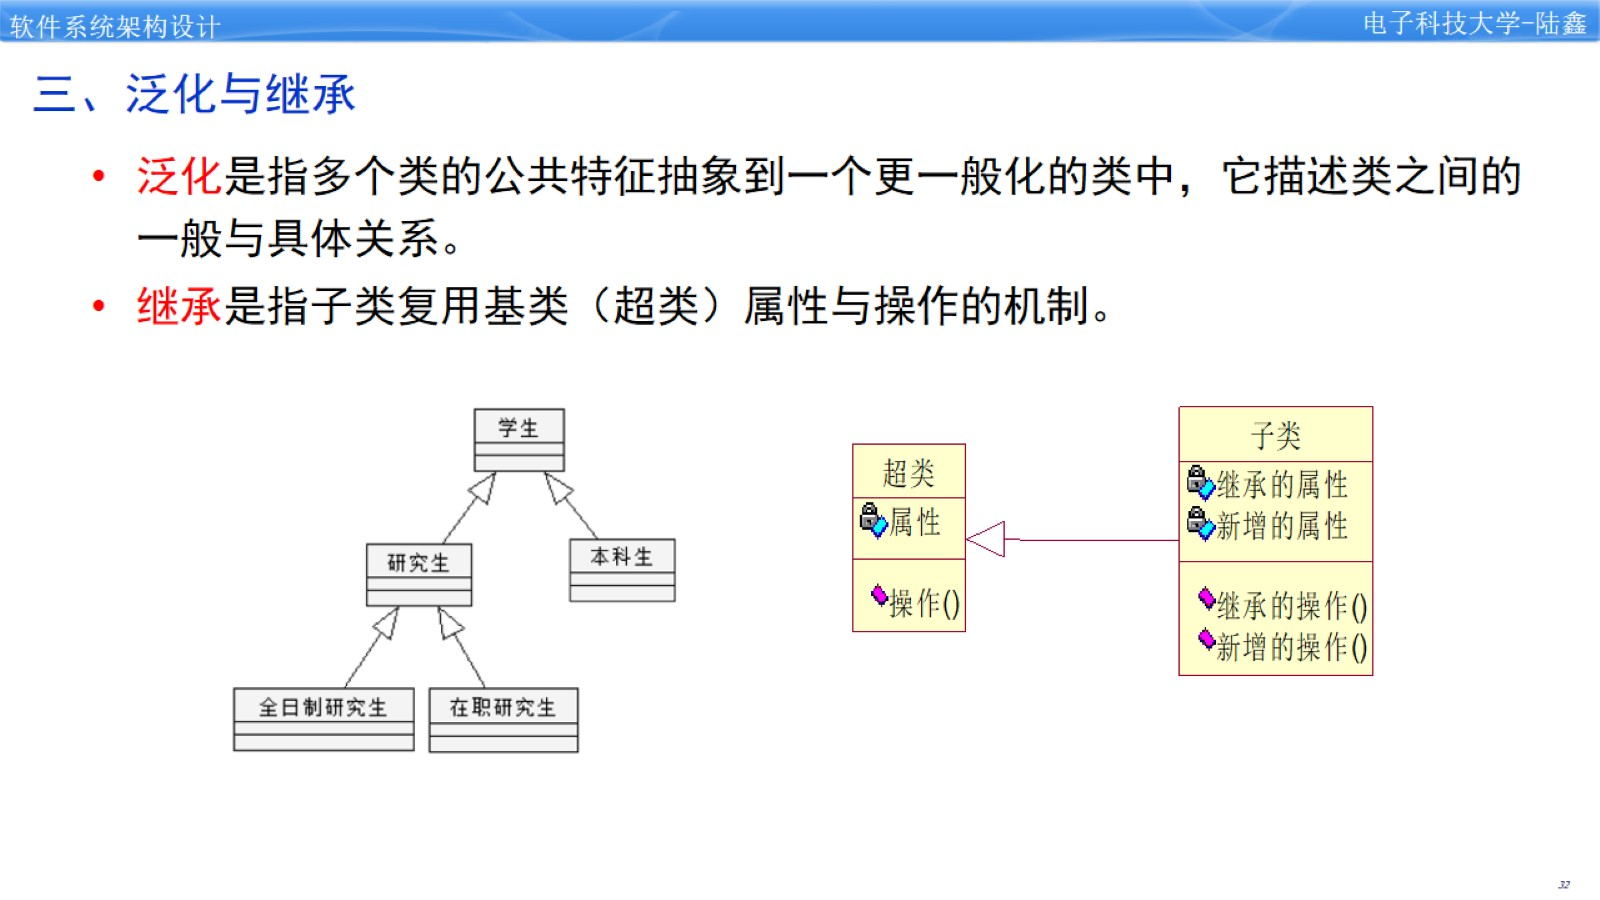 软件系统架构设计
电子科技大学-陆鑫
三、泛化与继承
• 泛化是指多个类的公共特征抽象到一个更一般化的类中，它描述类之间的
一般与具体关系。
• 继承是指子类复用基类（超类）属性与操作的机制。
学生
研究生
本科生
全日制研究生
在职研究生
超类
属性
操作()
子类
继承的属性
新增的属性
继承的操作()
新增的操作()
32